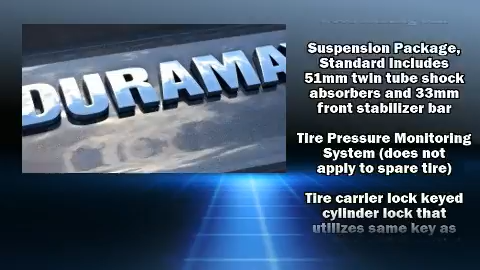 DURAMA
Suspension Package,
Standard includes
51mm twin tube shock
absorbers and 33mm
front stabilizer bar
Tire Pressure Monitoring
System (does not
apply to spare tire)
Tire carrier lock keyed
cylinder lock that
utilizes same key as